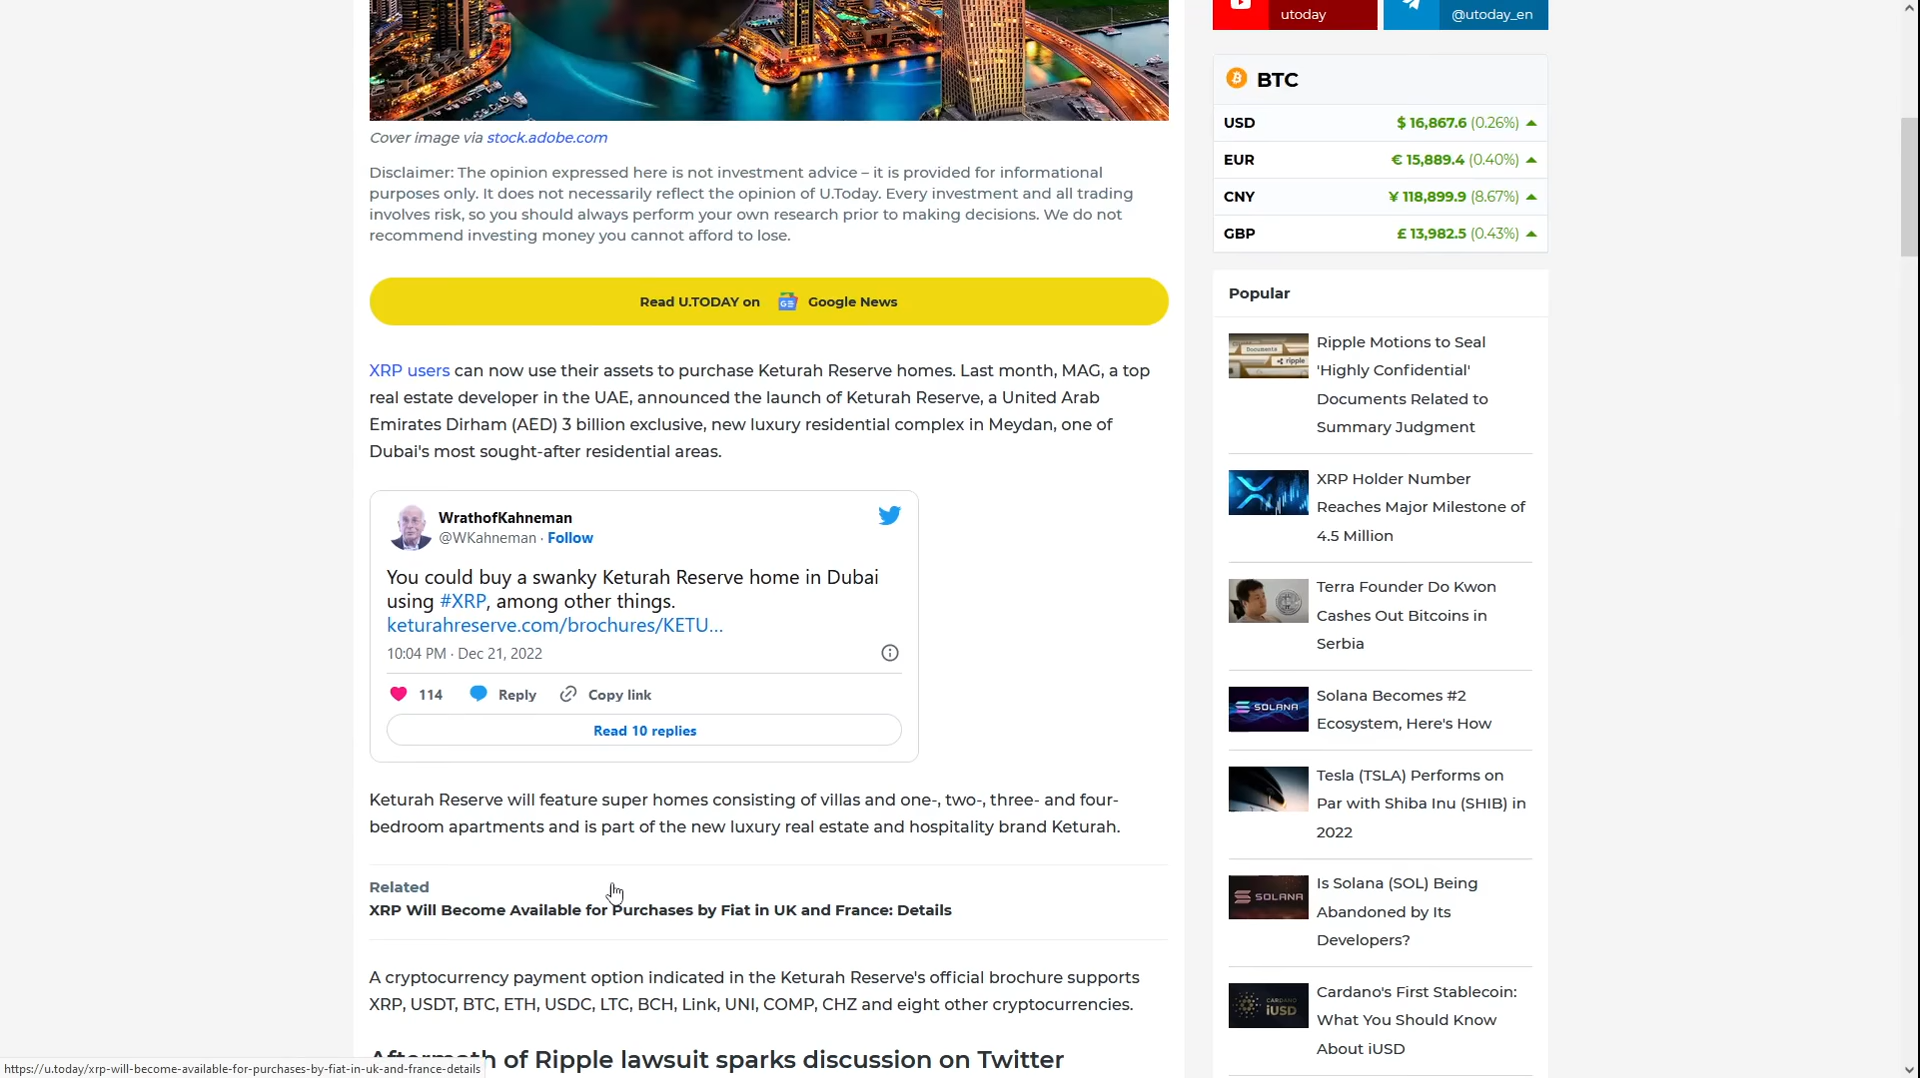 utoday
@utoday_en
Cover image via stock.adobe.com
Disclaimer: The opinion expressed here is not investment advice – it is provided for informational
purposes only. It does not necessarily reflect the opinion of U.Today. Every investment and all trading
involves risk, so you should always perform your own research prior to making decisions. We do not
recommend investing money you cannot afford to lose.
Read U.TODAY on Google News
XRP users can now use their assets to purchase Keturah Reserve homes. Last month, MAG, a top
real estate developer in the UAE, announced the launch of Keturah Reserve, a United Arab
Emirates Dirham (AED) 3 billion exclusive, new luxury residential complex in Meydan, one of
Dubai's most sought-after residential areas.
WrathofKahneman
@WKahneman · Follow
You could buy a swanky Keturah Reserve home in Dubai
using #XRP, among other things.
keturahreserve.com/brochures/KETU...
10:04 PM · Dec 21, 2022
114 Reply Copy link
Read 10 replies
Keturah Reserve will feature super homes consisting of villas and one-, two-, three- and four-
bedroom apartments and is part of the new luxury real estate and hospitality brand Keturah.
Related
XRP Will Become Available for Purchases by Fiat in UK and France: Details
A cryptocurrency payment option indicated in the Keturah Reserve's official brochure supports
XRP, USDT, BTC, ETH, USDC, LTC, BCH, Link, UNI, COMP, CHZ and eight other cryptocurrencies.
Aftermath of Ripple lawsuit sparks discussion on Twitter
https://u.today/xrp-will-become-available-for-purchases-by-fiat-in-uk-and-france-details
BTC
USD $ 16,867.6 (0.26%)
EUR € 15,889.4 (0.40%)
CNY ¥ 118,899.9 (8.67%)
GBP £ 13,982.5 (0.43%)
Popular
Documents
ripple
Ripple Motions to Seal
'Highly Confidential'
Documents Related to
Summary Judgment
XRP Holder Number
Reaches Major Milestone of
4.5 Million
Terra Founder Do Kwon
Cashes Out Bitcoins in
Serbia
SOLANA
Solana Becomes #2
Ecosystem, Here's How
Tesla (TSLA) Performs on
Par with Shiba Inu (SHIB) in
2022
SOLANA
Is Solana (SOL) Being
Abandoned by Its
Developers?
CARDANO
iUSD
Cardano's First Stablecoin:
What You Should Know
About iUSD